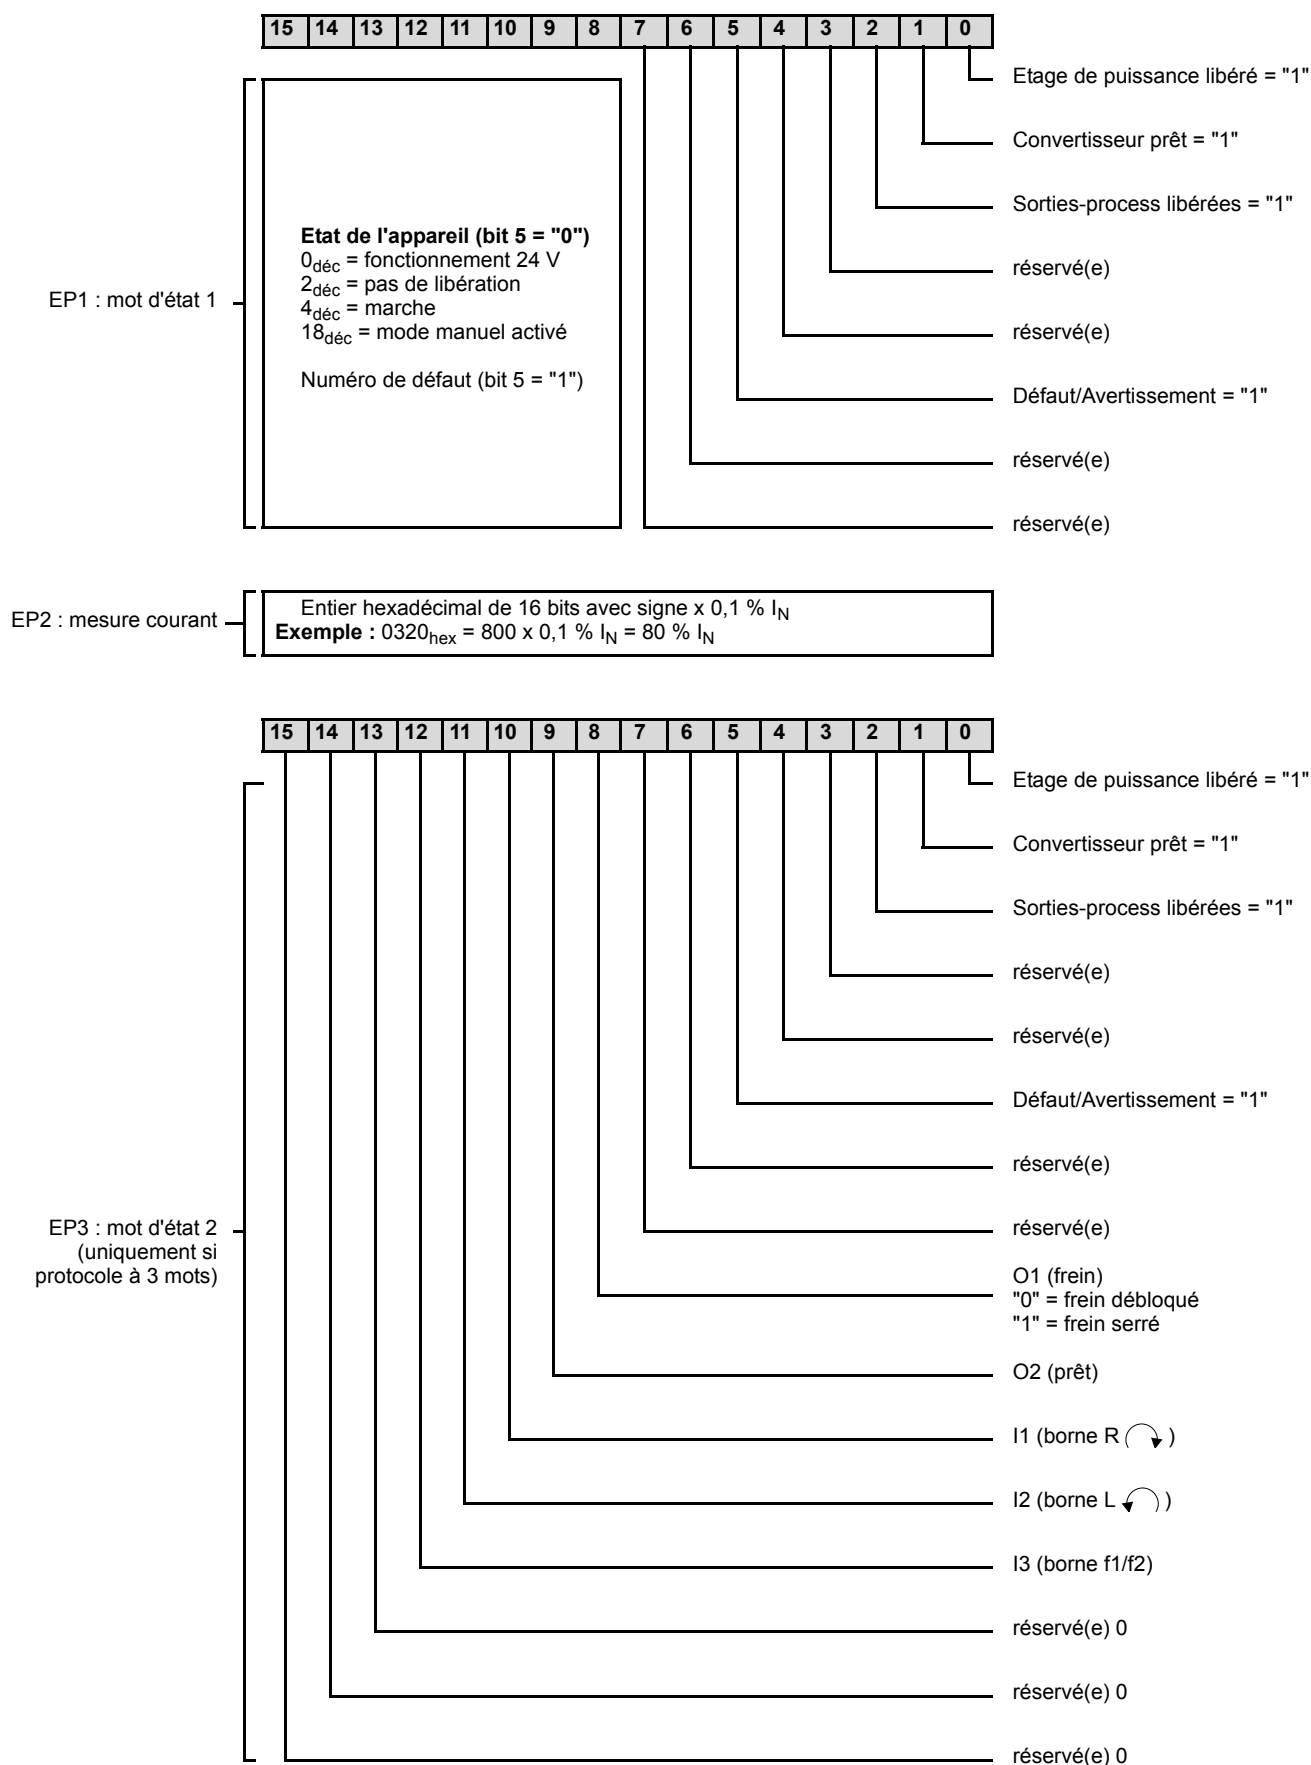 15 14 13 12 11 10 9 8 7 6 5 4 3 2 1 0
Etage de puissance libéré = "1"
Convertisseur prêt = "1"
Sorties-process libérées = "1"
réservé(e)
réservé(e)
Défaut/Avertissement = "1"
réservé(e)
réservé(e)
EP1 : mot d'état 1
Etat de l'appareil (bit 5 = "0")
0déc = fonctionnement 24 V
2déc = pas de libération
4déc = marche
18déc = mode manuel activé
Numéro de défaut (bit 5 = "1")
EP2 : mesure courant
Entier hexadécimal de 16 bits avec signe x 0,1 % IN
Exemple : 0320hex = 800 x 0,1 % IN = 80 % IN
15 14 13 12 11 10 9 8 7 6 5 4 3 2 1 0
Etage de puissance libéré = "1"
Convertisseur prêt = "1"
Sorties-process libérées = "1"
réservé(e)
réservé(e)
Défaut/Avertissement = "1"
réservé(e)
réservé(e)
EP3 : mot d'état 2
(uniquement si
protocole à 3 mots)
O1 (frein)
"0" = frein débloqué
"1" = frein serré
O2 (prêt)
I1 (borne R )
I2 (borne L )
I3 (borne f1/f2)
réservé(e) 0
réservé(e) 0
réservé(e) 0